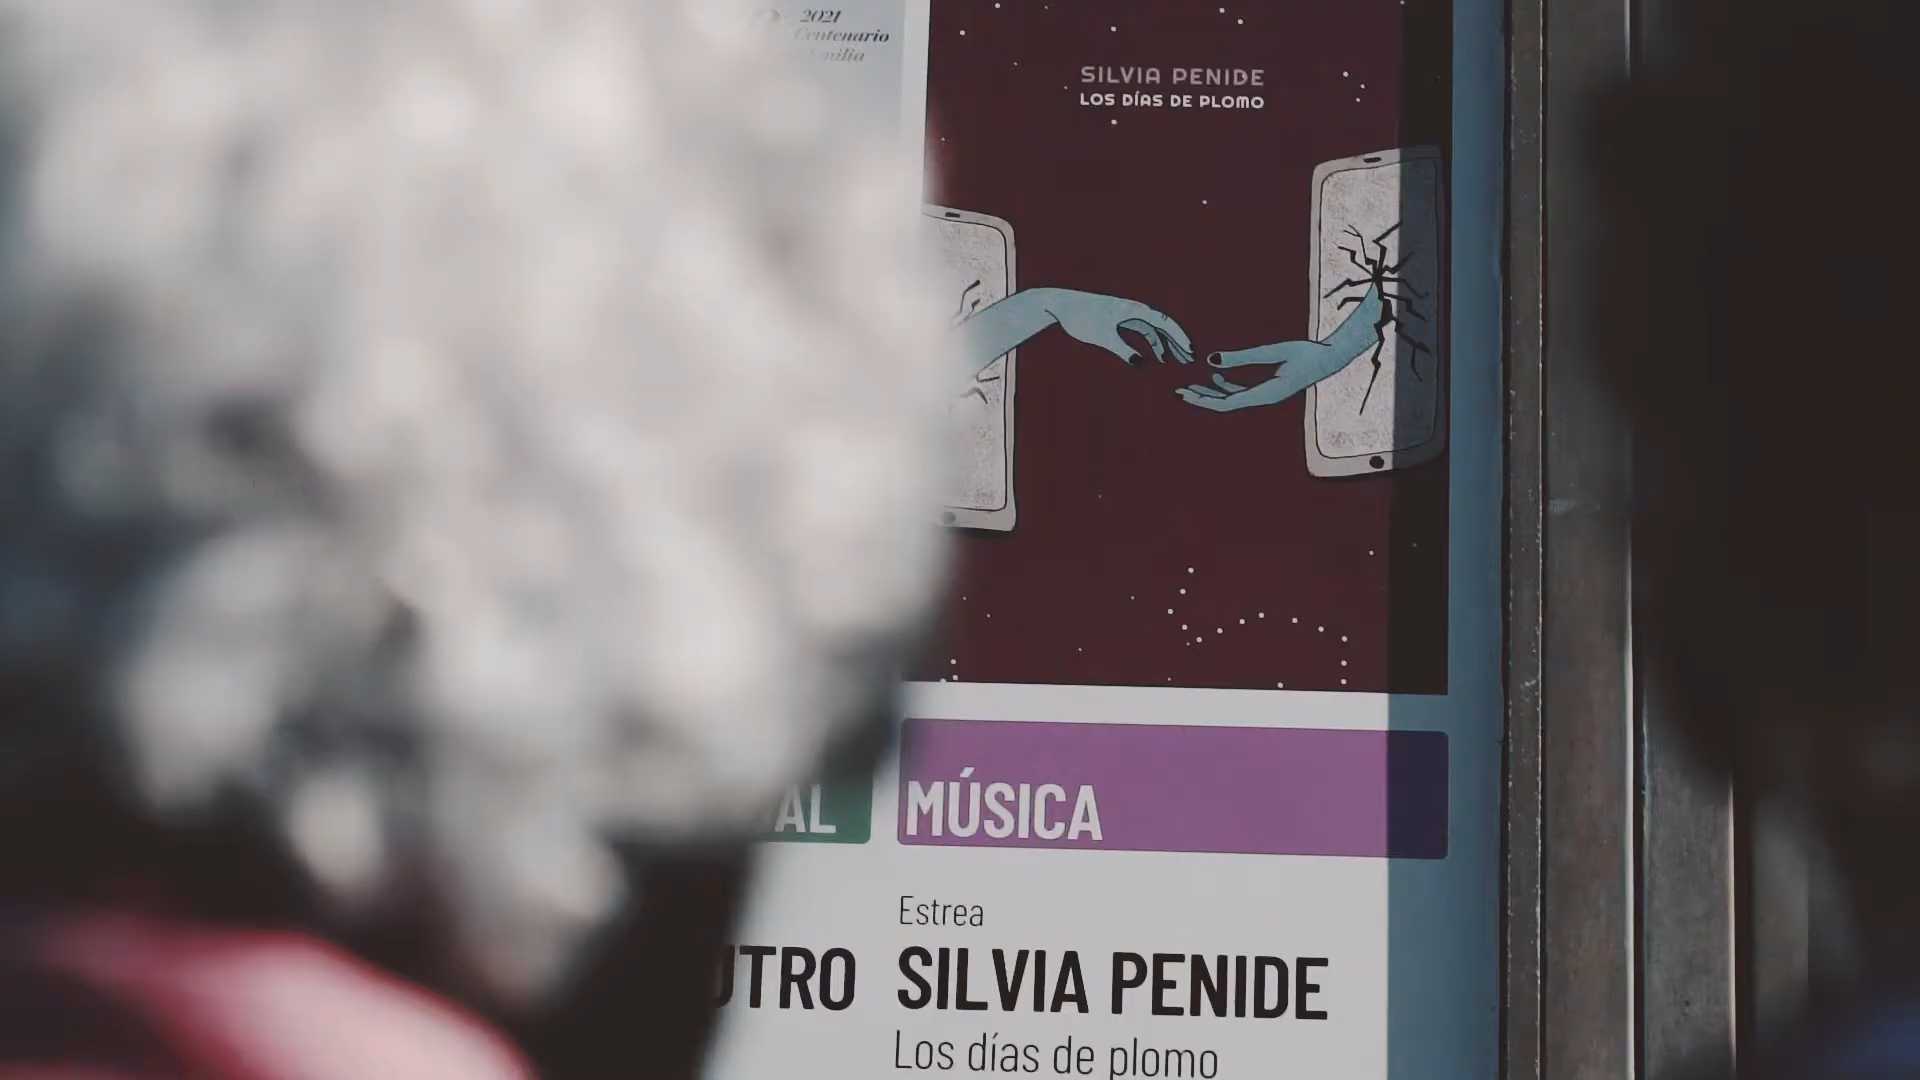 2021
Centenario
SILVIA PENIDE
LOS DÍAS DE PLOMO
AL
MÚSICA
Estrea
UTRO
SILVIA PENIDE
Los días de plomo